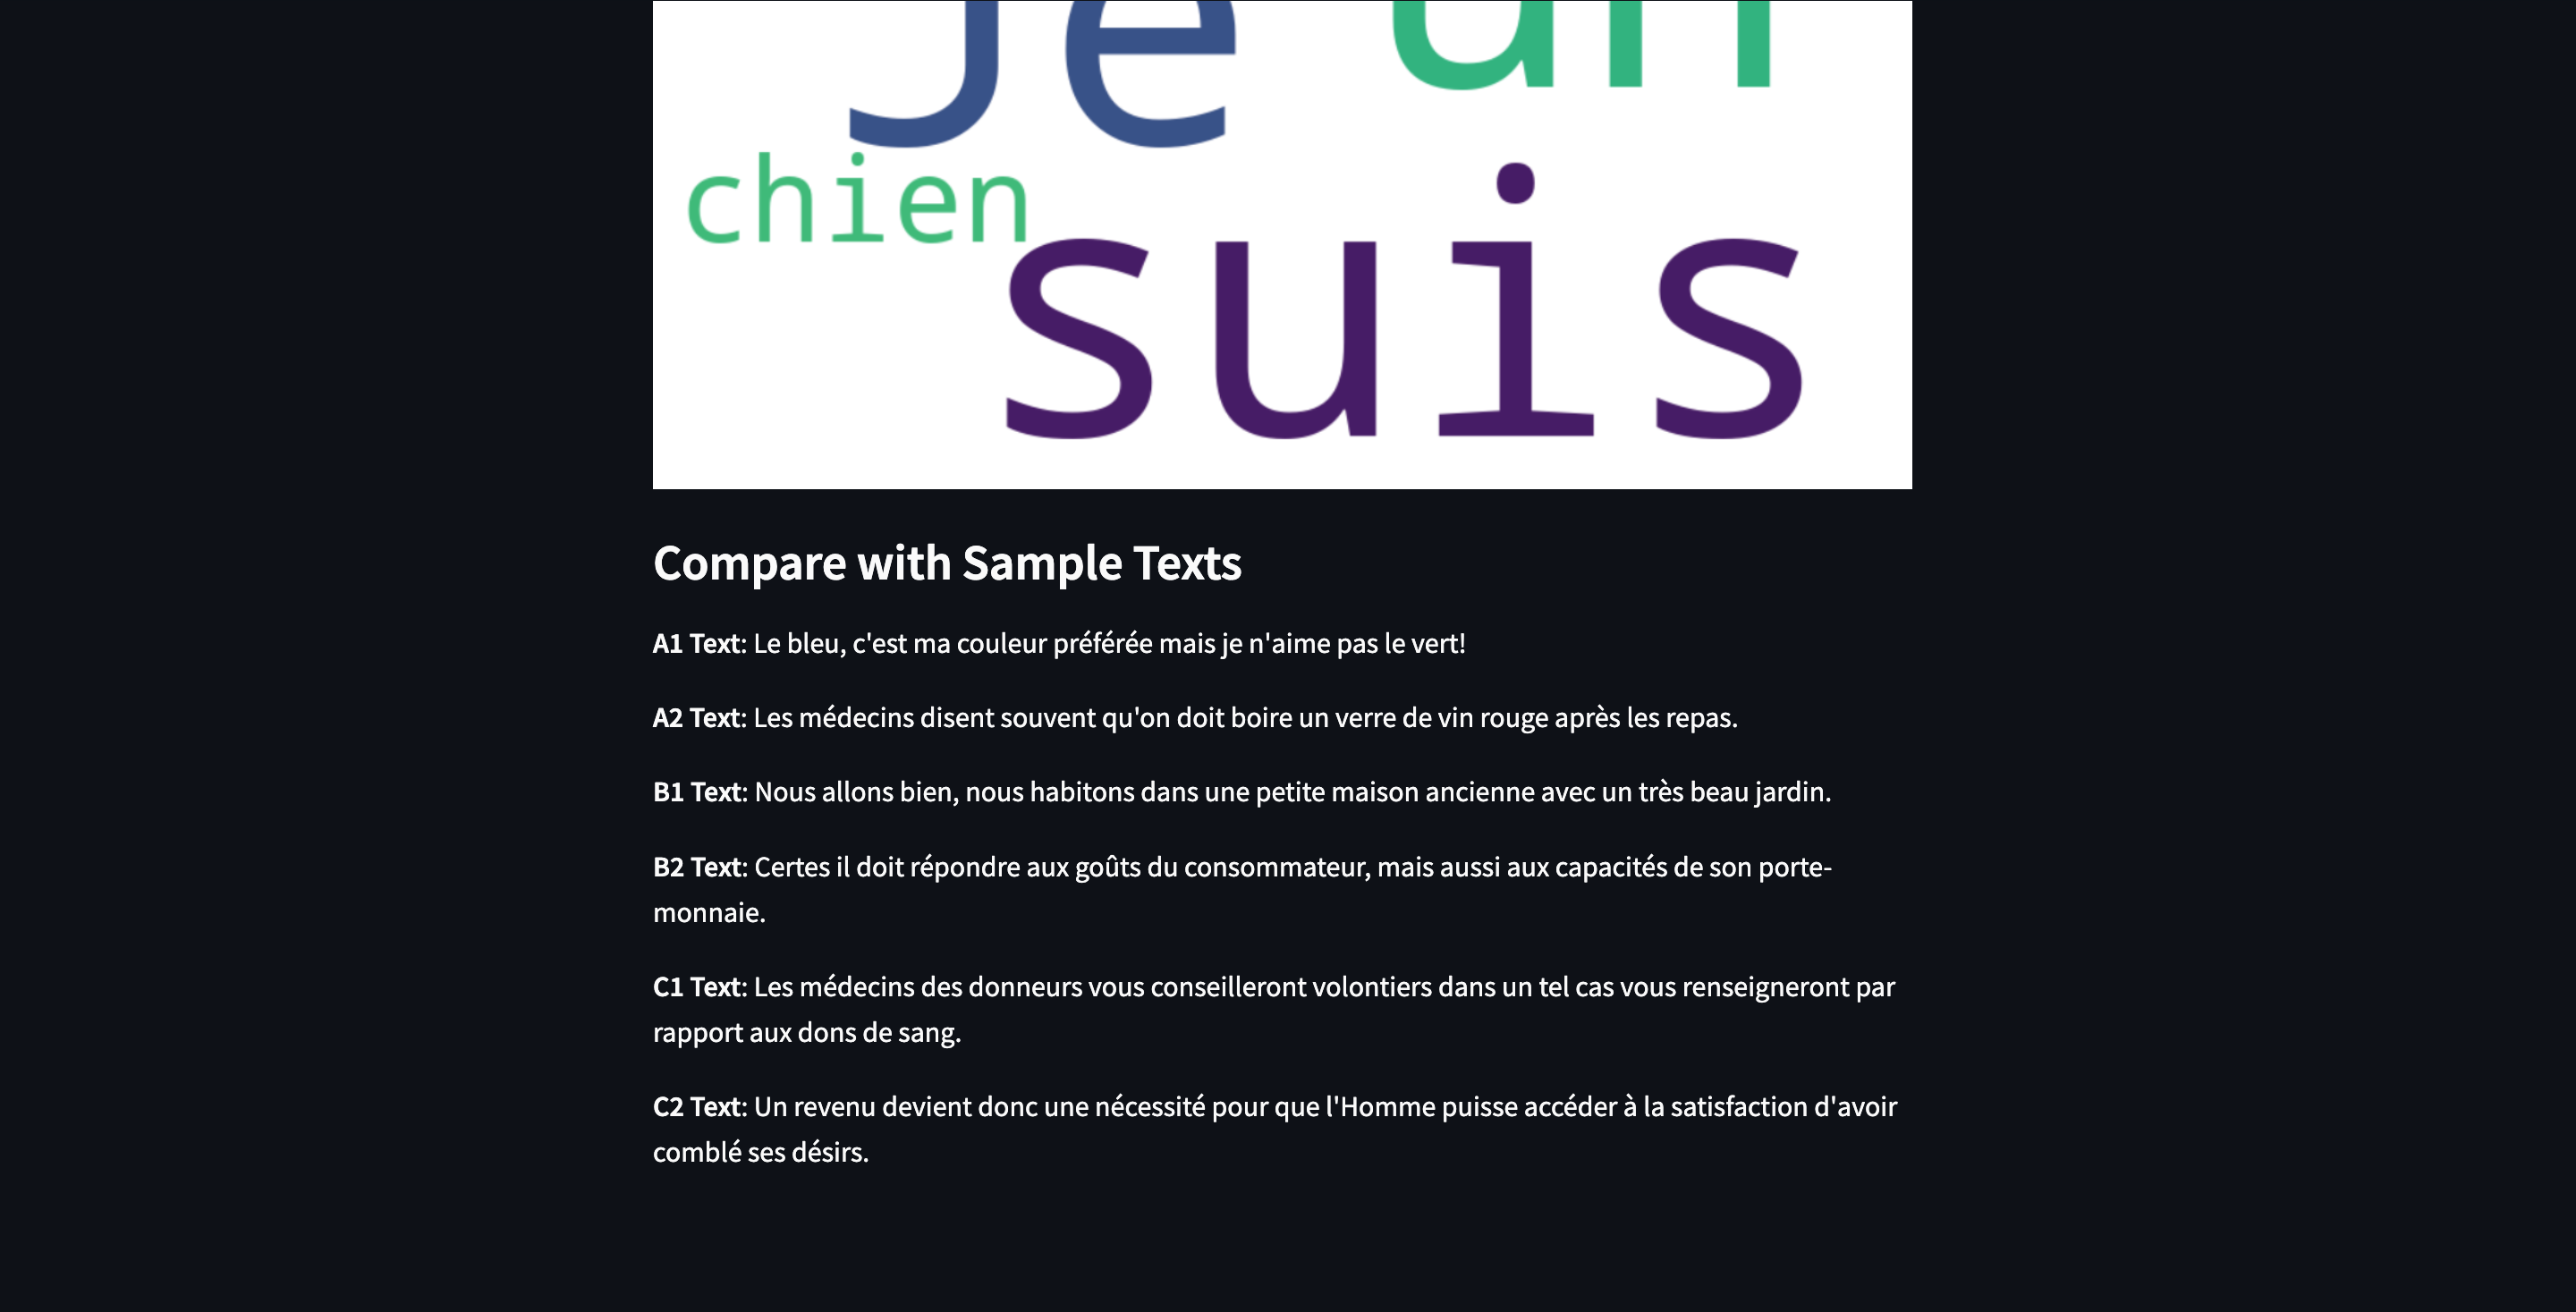 Je un
chien
suis
Compare with Sample Texts
A1 Text: Le bleu, c'est ma couleur préférée mais je n'aime pas le vert!
A2 Text: Les médecins disent souvent qu'on doit boire un verre de vin rouge après les repas.
B1 Text: Nous allons bien, nous habitons dans une petite maison ancienne avec un très beau jardin.
B2 Text: Certes il doit répondre aux goûts du consommateur, mais aussi aux capacités de son porte-
monnaie.
C1 Text: Les médecins des donneurs vous conseilleront volontiers dans un tel cas vous renseigneront par
rapport aux dons de sang.
C2 Text: Un revenu devient donc une nécessité pour que l'Homme puisse accéder à la satisfaction d'avoir
comblé ses désirs.